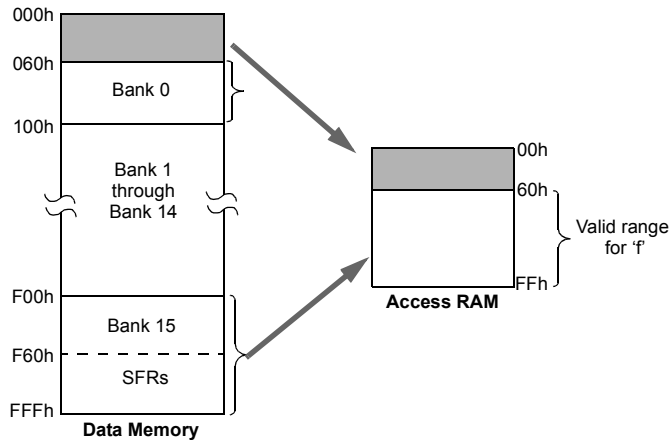 000h
060h
Bank 0
100h
Bank 1
through
Bank 14
F00h
Bank 15
F60h
SFRs
FFFh
Data Memory
00h
60h
Valid range
for ‘f’
FFh
Access RAM